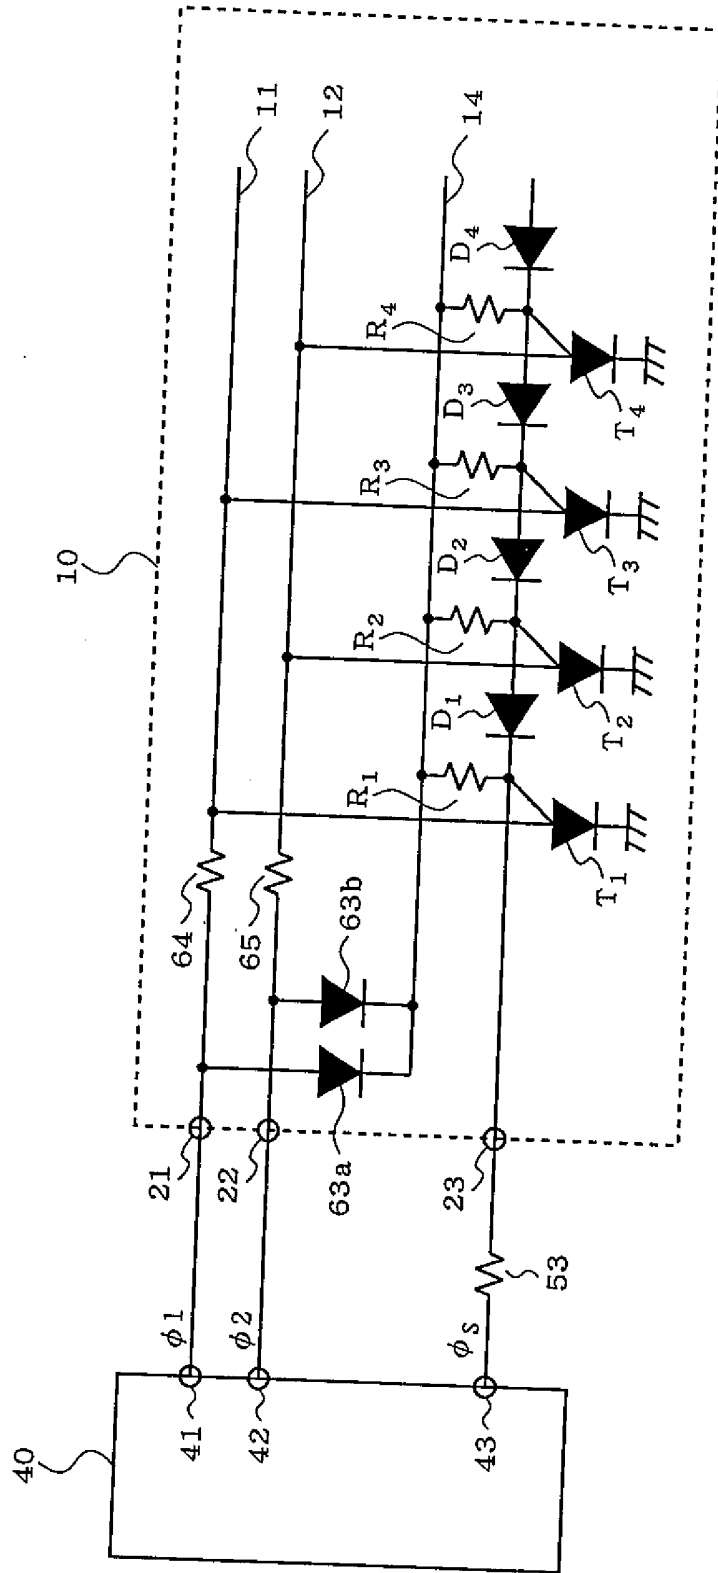 10
11
12
14
64
65
63b
63a
R₁
R₂
R₃
R₄
D₁
D₂
D₃
D₄
T₁
T₂
T₃
T₄
21
22
23
53
ϕ1
ϕ2
ϕS
40
41
42
43